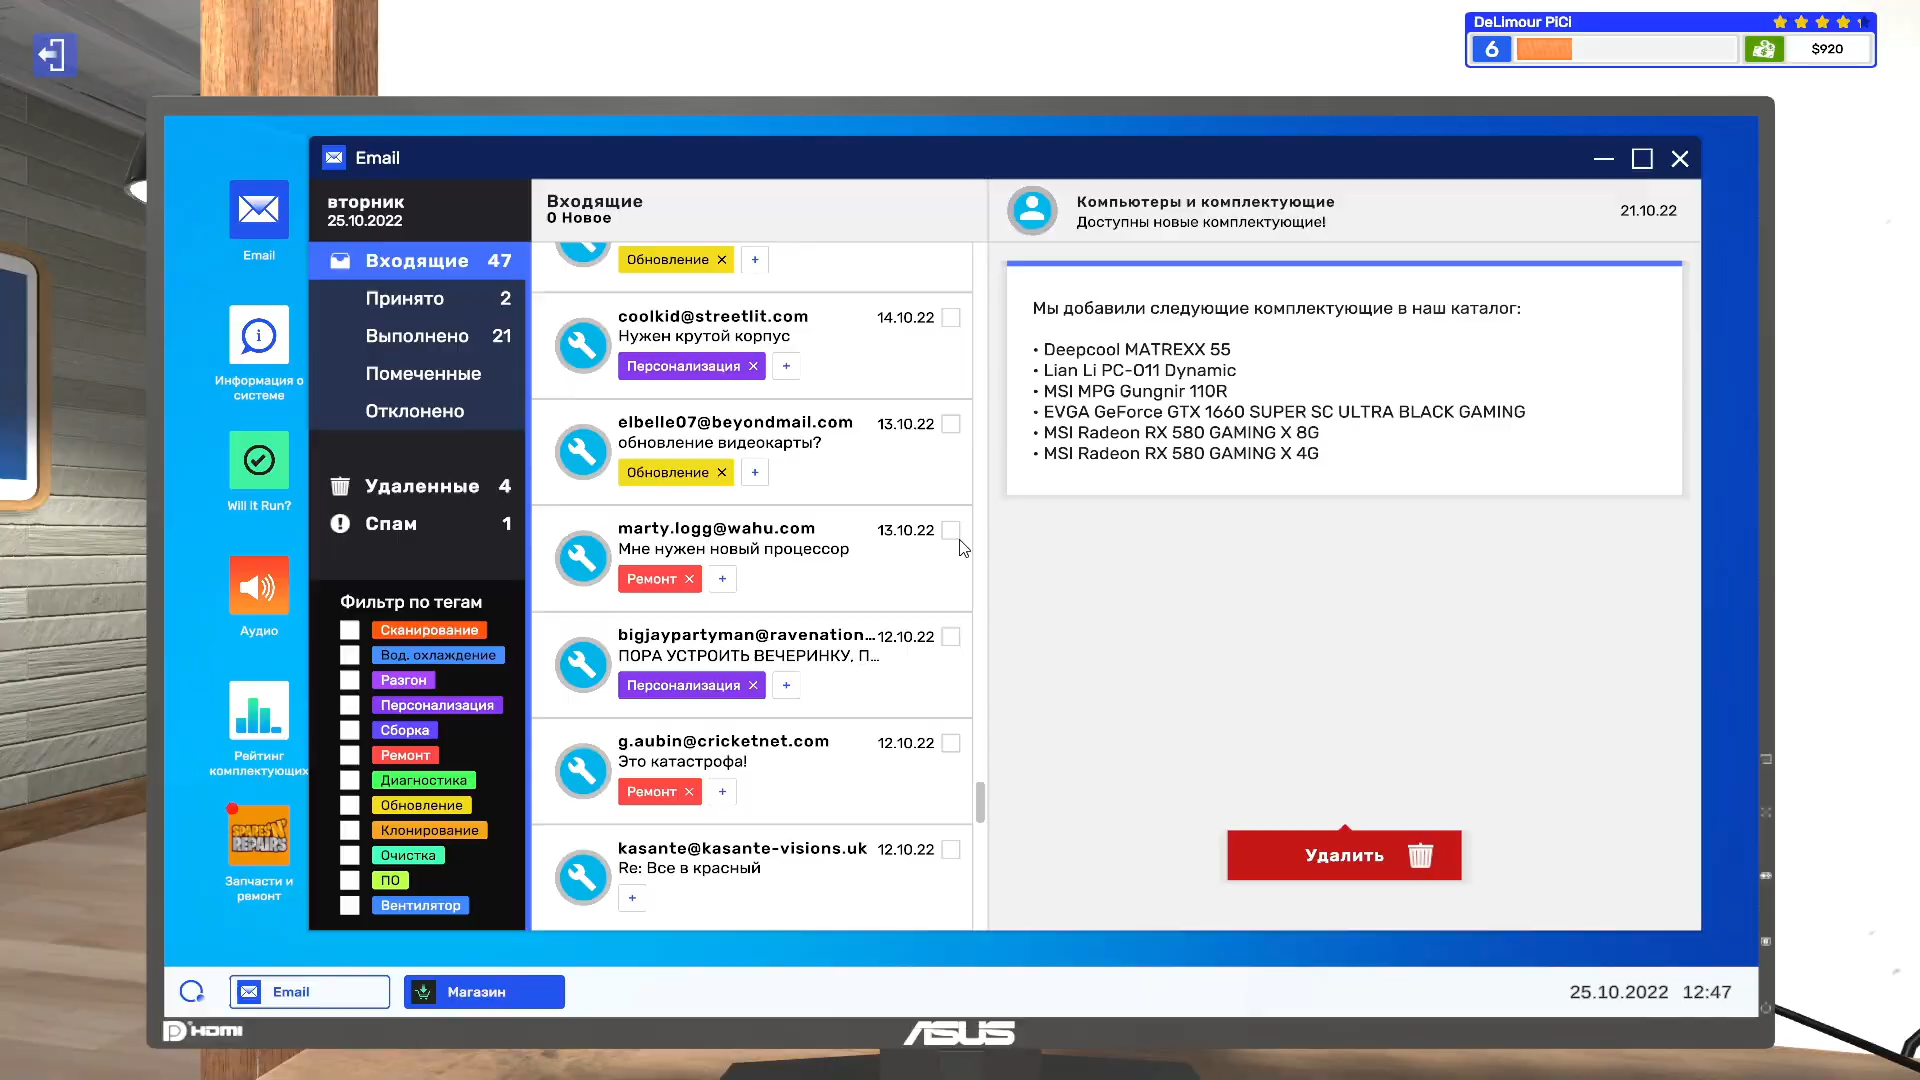 DeLimour PiCi
6
$920
Email
вторник
25.10.2022
Входящие
0 Новое
Компьютеры и комплектующие
Доступны новые комплектующие!
21.10.22
Email
Информация о
системе
Will It Run?
Аудио
Рейтинг
комплектующих
SPARES'N'
REPAIRS
Запчасти и
ремонт
Входящие 47
Принято 2
Выполнено 21
Помеченные
Отклонено
Удаленные 4
Спам 1
Фильтр по тегам
Сканирование
Вод. охлаждение
Разгон
Персонализация
Сборка
Ремонт
Диагностика
Обновление
Клонирование
Очистка
ПО
Вентилятор
Обновление × +
coolkid@streetlit.com 14.10.22
Нужен крутой корпус
Персонализация × +
elbelle07@beyondmail.com 13.10.22
обновление видеокарты?
Обновление × +
marty.logg@wahu.com 13.10.22
Мне нужен новый процессор
Ремонт × +
bigjaypartyman@ravenation... 12.10.22
ПОРА УСТРОИТЬ ВЕЧЕРИНКУ, П...
Персонализация × +
g.aubin@cricketnet.com 12.10.22
Это катастрофа!
Ремонт × +
kasante@kasante-visions.uk 12.10.22
Re: Все в красный
+
Мы добавили следующие комплектующие в наш каталог:
• Deepcool MATREXX 55
• Lian Li PC-O11 Dynamic
• MSI MPG Gungnir 110R
• EVGA GeForce GTX 1660 SUPER SC ULTRA BLACK GAMING
• MSI Radeon RX 580 GAMING X 8G
• MSI Radeon RX 580 GAMING X 4G
Удалить
Email
Магазин
25.10.2022 12:47
HDMI
ASUS